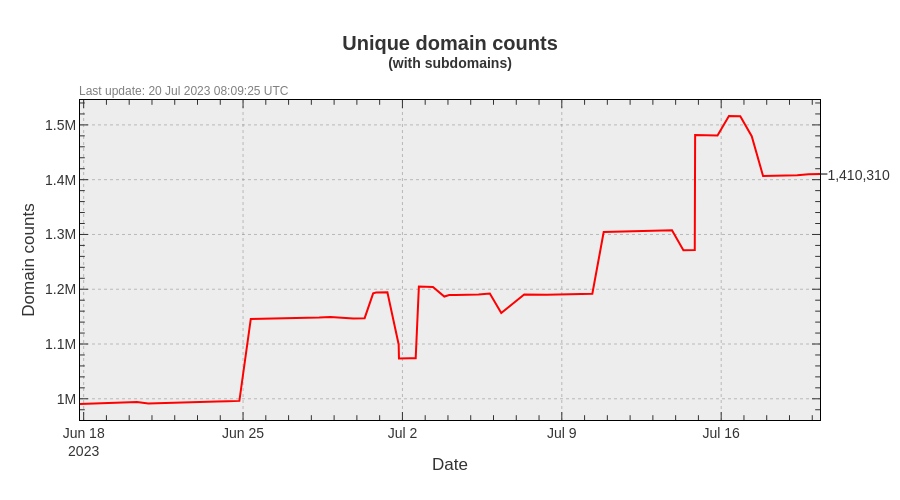 Unique domain counts
(with subdomains)
Last update: 20 Jul 2023 08:09:25 UTC
1.5M
1.4M
1,410,310
1.3M
1.2M
1.1M
1M
Domain counts
Jun 18
2023
Jun 25
Jul 2
Jul 9
Jul 16
Date